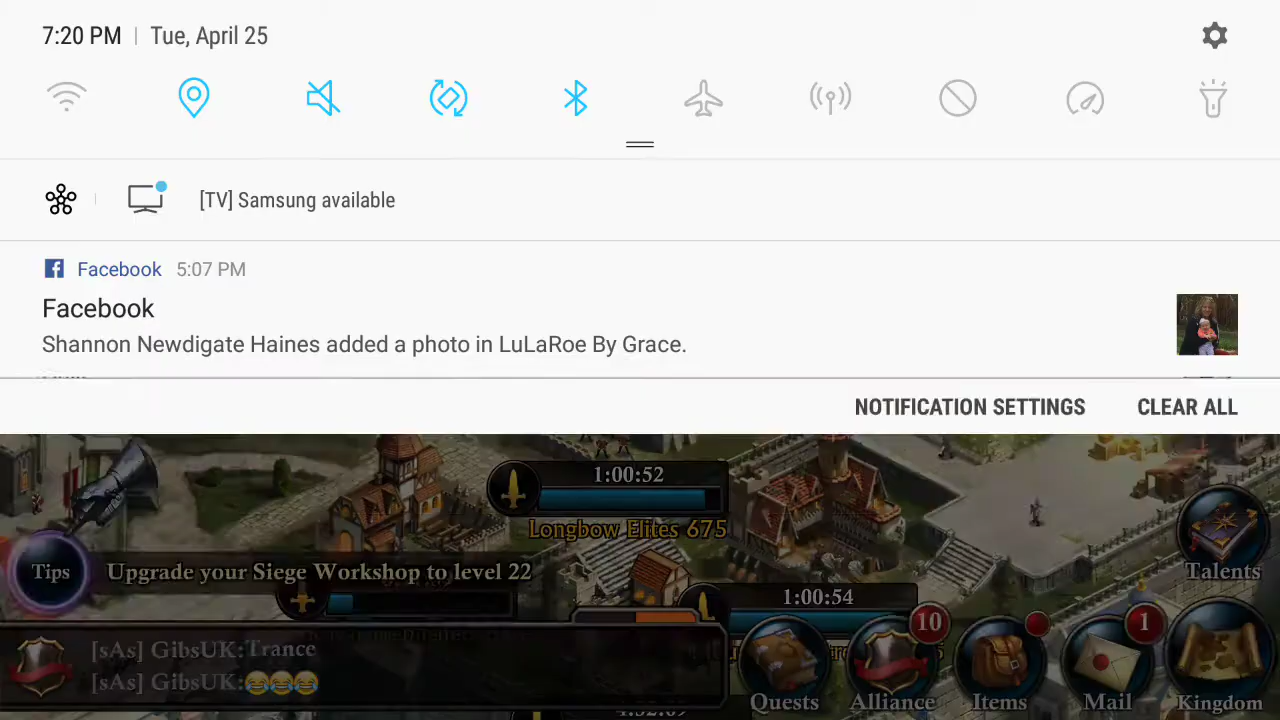 7:20 PM | Tue, April 25
[TV] Samsung available
Facebook 5:07 PM
Facebook
Shannon Newdigate Haines added a photo in LuLaRoe By Grace.
NOTIFICATION SETTINGS CLEAR ALL
1:00:52
Longbow Elites 675
Tips
Upgrade your Siege Workshop to level 22
Talents
1:00:54
10
1
[sAs] GibsUK:Trance
[sAs] GibsUK:😂😂😂
Quests
Alliance
Items
Mail
Kingdom